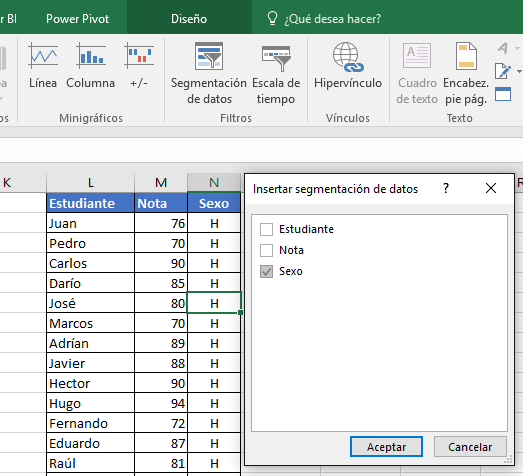 r BI Power Pivot Diseño ¿Qué desea hacer?
Línea Columna +/- Segmentación de datos Escala de tiempo Hipervínculo Cuadro de texto Encabez. pie pág.
os Minigráficos Filtros Vínculos Texto
K L M N R
Insertar segmentación de datos ? ×
Estudiante Nota Sexo
Juan 76 H
Pedro 70 H
Carlos 90 H
Darío 85 H
José 80 H
Marcos 70 H
Adrían 89 H
Javier 88 H
Hector 90 H
Hugo 94 H
Fernando 72 H
Eduardo 87 H
Raúl 81 H
Estudiante
Nota
Sexo
Aceptar Cancelar